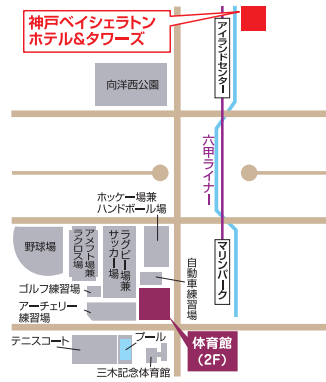 神戸ベイシェラトン
ホテル&タワーズ
アイランドセンター
向洋西公園
六甲ライナー
ホッケー場兼
ハンドボール場
野球場
アメフト場兼
ラクロス場
ラグビー場兼
サッカー場
自動車練習場
マリンパーク
ゴルフ練習場
アーチェリー
練習場
体育館
(2F)
テニスコート
プール
三木記念体育館